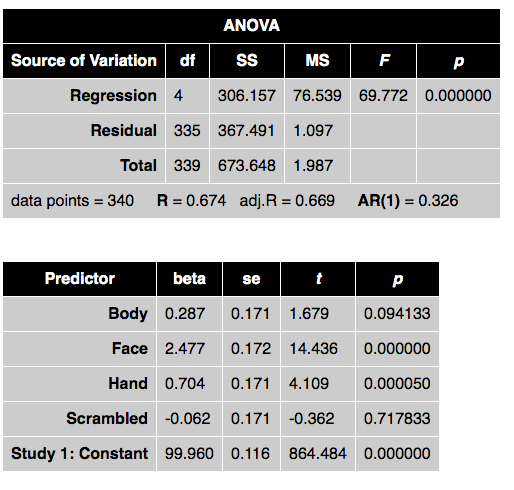 ANOVA
Source of Variation df SS MS F p
Regression 4 306.157 76.539 69.772 0.000000
Residual 335 367.491 1.097
Total 339 673.648 1.987
data points = 340 R = 0.674 adj.R = 0.669 AR(1) = 0.326
Predictor beta se t p
Body 0.287 0.171 1.679 0.094133
Face 2.477 0.172 14.436 0.000000
Hand 0.704 0.171 4.109 0.000050
Scrambled -0.062 0.171 -0.362 0.717833
Study 1: Constant 99.960 0.116 864.484 0.000000